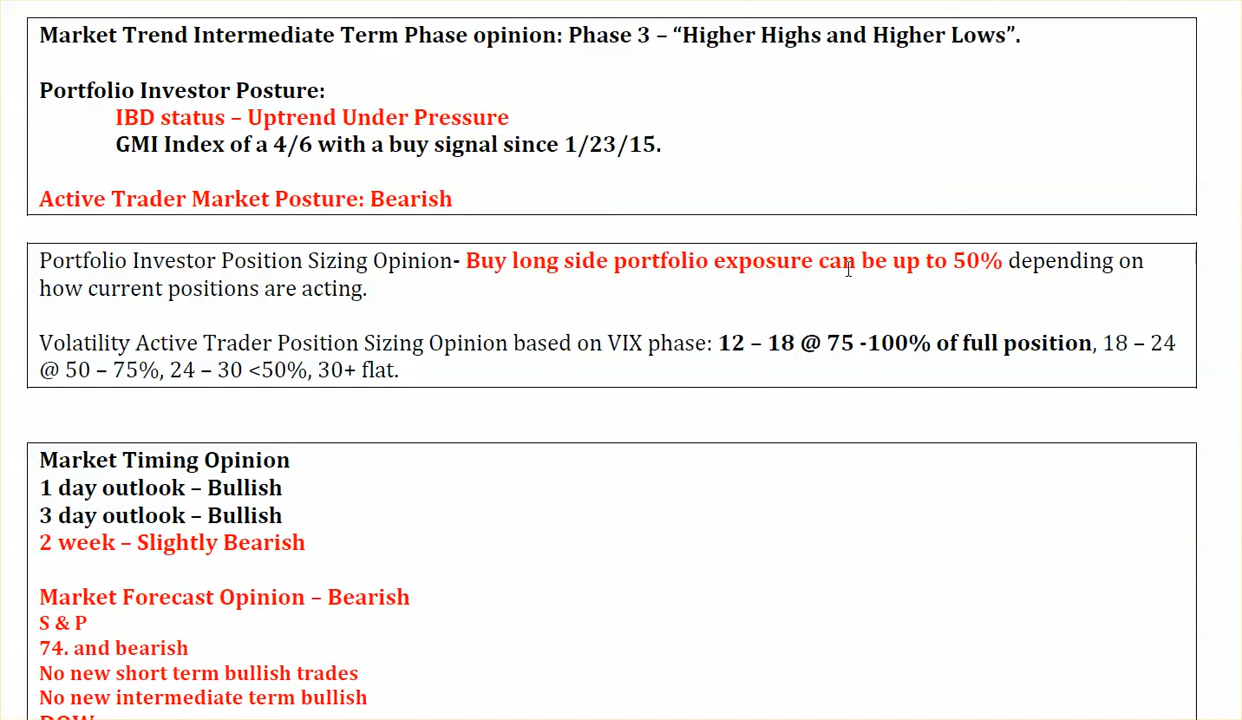 Market Trend Intermediate Term Phase opinion: Phase 3 – “Higher Highs and Higher Lows”.
Portfolio Investor Posture:
IBD status – Uptrend Under Pressure
GMI Index of a 4/6 with a buy signal since 1/23/15.
Active Trader Market Posture: Bearish
Portfolio Investor Position Sizing Opinion- Buy long side portfolio exposure can be up to 50% depending on
how current positions are acting.
Volatility Active Trader Position Sizing Opinion based on VIX phase: 12 – 18 @ 75 -100% of full position, 18 – 24
@ 50 – 75%, 24 – 30 <50%, 30+ flat.
Market Timing Opinion
1 day outlook – Bullish
3 day outlook – Bullish
2 week – Slightly Bearish
Market Forecast Opinion – Bearish
S & P
74. and bearish
No new short term bullish trades
No new intermediate term bullish
DOW